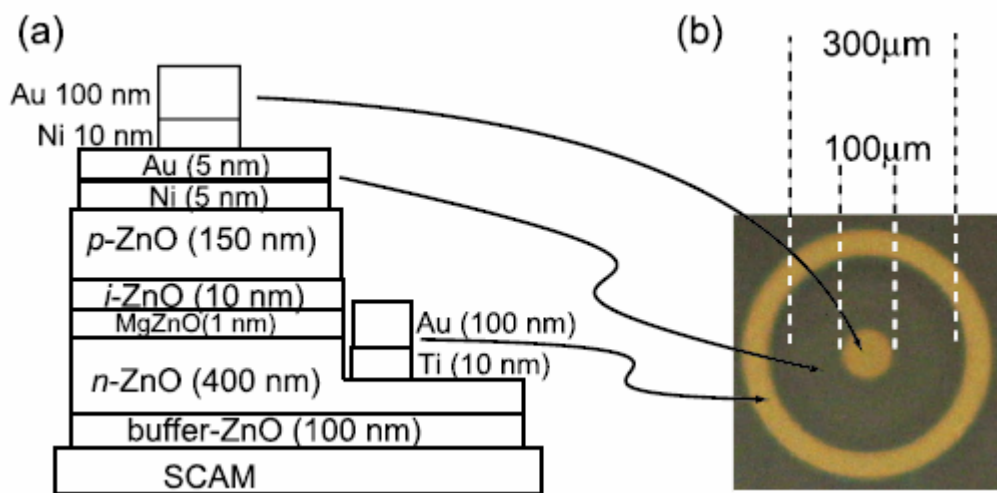 (a)
Au 100 nm
Ni 10 nm
Au (5 nm)
Ni (5 nm)
p-ZnO (150 nm)
i-ZnO (10 nm)
MgZnO(1 nm)
n-ZnO (400 nm)
buffer-ZnO (100 nm)
SCAM
Au (100 nm)
Ti (10 nm)
(b)
300μm
100μm